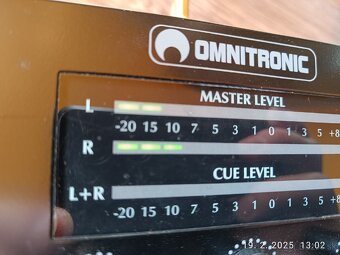 OMNITRONIC
MASTER LEVEL
L
-20 15 10 7 5 3 1 0 1 3 5 +8
R
CUE LEVEL
L+R
-20 15 10 7 5 3 1 0 1 3 5 +8
19.2.2025 13:02